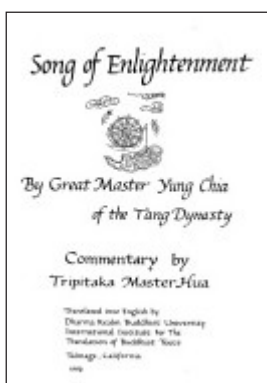 Song of Enlightenment
By Great Master Yung Chia
of the Tang Dynasty
Commentary by
Tripitaka Master Hua
Translated into English by
Dharma Realm Buddhist University
International Institute for The
Translation of Buddhist Texts
Talmage, California